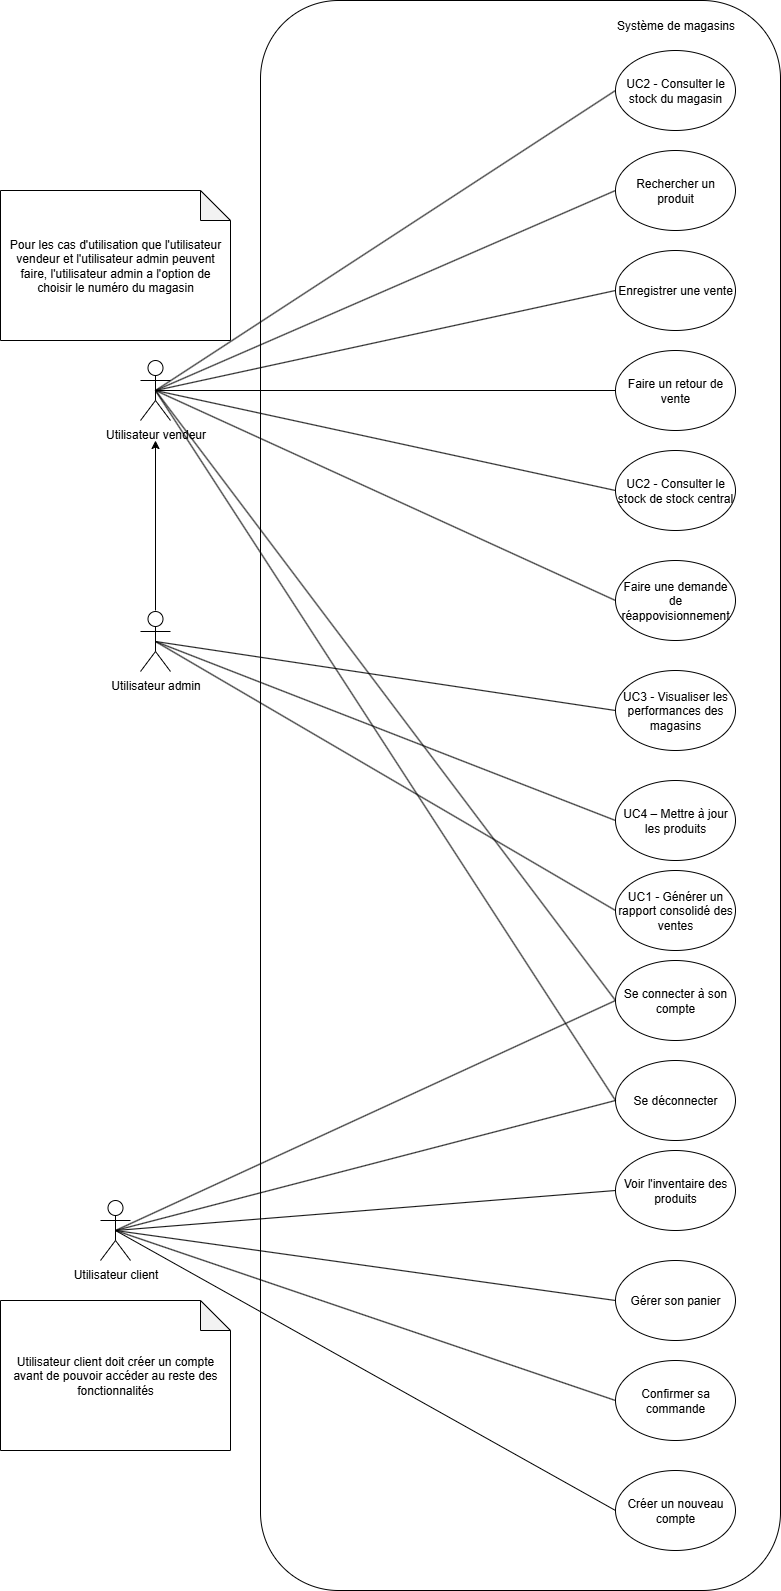 Système de magasins
UC2 - Consulter le
stock du magasin
Rechercher un
produit
Pour les cas d'utilisation que l'utilisateur
vendeur et l'utilisateur admin peuvent
faire, l'utilisateur admin a l'option de
choisir le numéro du magasin
Enregistrer une vente
Faire un retour de
vente
Utilisateur vendeur
UC2 - Consulter le
stock de stock central
Faire une demande
de
réappovisionnement
Utilisateur admin
UC3 - Visualiser les
performances des
magasins
UC4 – Mettre à jour
les produits
UC1 - Générer un
rapport consolidé des
ventes
Se connecter à son
compte
Se déconnecter
Voir l'inventaire des
produits
Utilisateur client
Gérer son panier
Utilisateur client doit créer un compte
avant de pouvoir accéder au reste des
fonctionnalités
Confirmer sa
commande
Créer un nouveau
compte